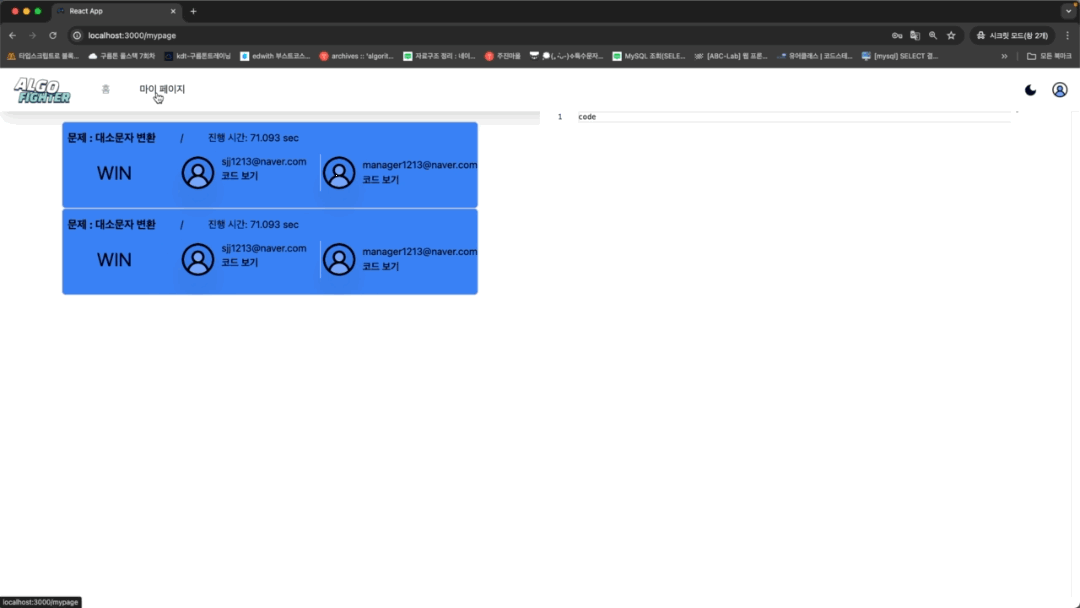 React App
localhost:3000/mypage
시크릿 모드(창 2개)
타입스크립트로 블록...
구름톤 풀스택 7회차
kdt-구름톤트레이닝
edwith 부스트코스...
archives :: 'algorit...
자료구조 정리 : 네이...
주진마을
MySQL 조회(SELE...
[ABC-Lab] 웹 프론...
유어클래스 | 코드스테...
[mysql] SELECT 결...
»
모든 북마크
ALGO
FIGHTER
홈
마이 페이지
문제 : 대소문자 변환 / 진행 시간: 71.093 sec
WIN
sjj1213@naver.com
코드 보기
manager1213@naver.com
코드 보기
문제 : 대소문자 변환 / 진행 시간: 71.093 sec
WIN
sjj1213@naver.com
코드 보기
manager1213@naver.com
코드 보기
1 code
localhost:3000/mypage